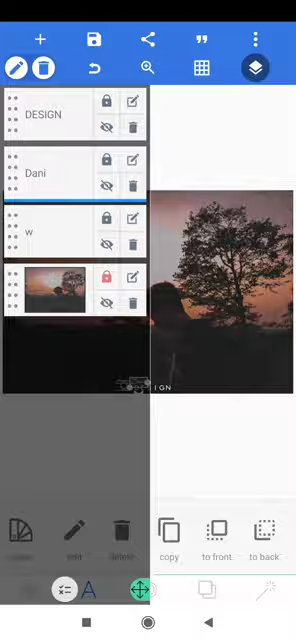 DESIGN
Dani
w
IGN
edit
delete
copy
to front
to back
A